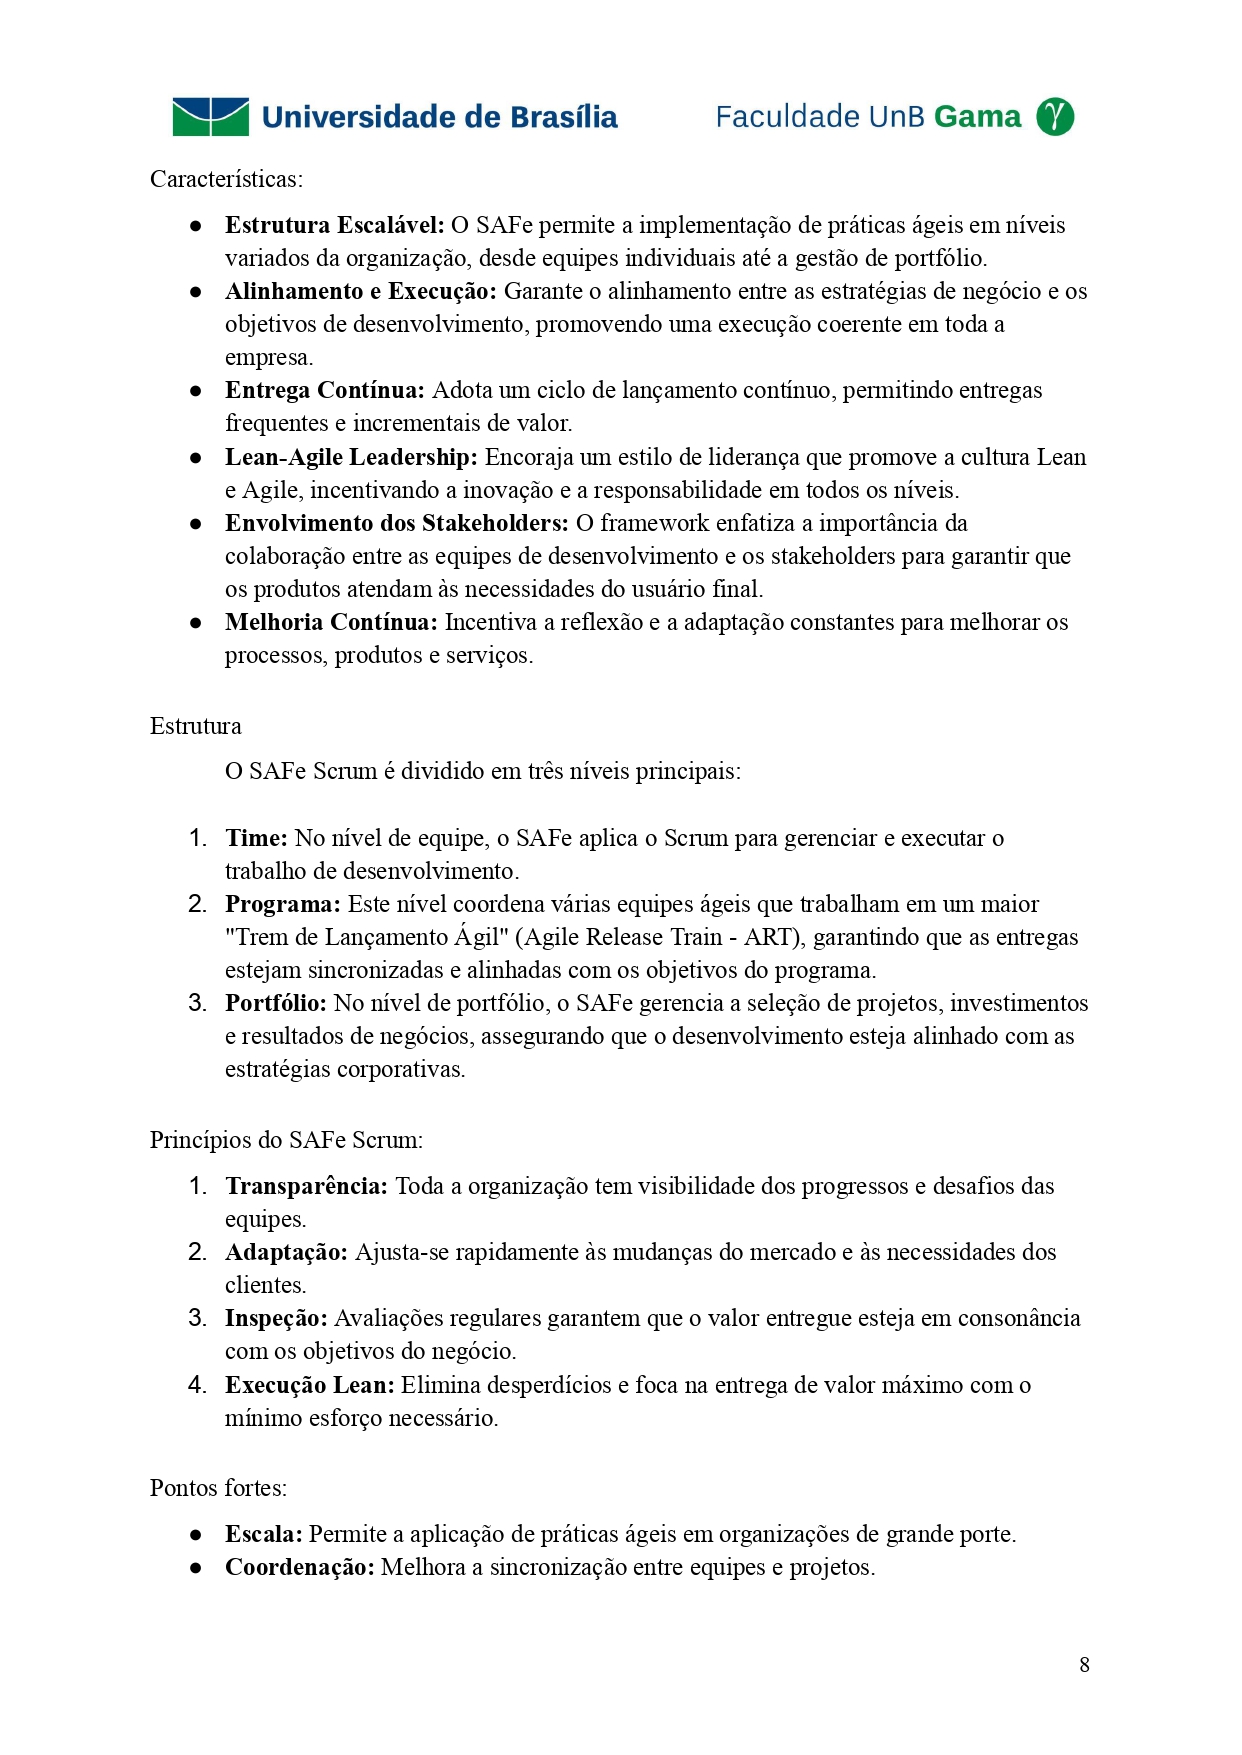 Universidade de Brasília Faculdade UnB Gama
Características:
● Estrutura Escalável: O SAFe permite a implementação de práticas ágeis em níveis
variados da organização, desde equipes individuais até a gestão de portfólio.
● Alinhamento e Execução: Garante o alinhamento entre as estratégias de negócio e os
objetivos de desenvolvimento, promovendo uma execução coerente em toda a
empresa.
● Entrega Contínua: Adota um ciclo de lançamento contínuo, permitindo entregas
frequentes e incrementais de valor.
● Lean-Agile Leadership: Encoraja um estilo de liderança que promove a cultura Lean
e Agile, incentivando a inovação e a responsabilidade em todos os níveis.
● Envolvimento dos Stakeholders: O framework enfatiza a importância da
colaboração entre as equipes de desenvolvimento e os stakeholders para garantir que
os produtos atendam às necessidades do usuário final.
● Melhoria Contínua: Incentiva a reflexão e a adaptação constantes para melhorar os
processos, produtos e serviços.
Estrutura
O SAFe Scrum é dividido em três níveis principais:
1. Time: No nível de equipe, o SAFe aplica o Scrum para gerenciar e executar o
trabalho de desenvolvimento.
2. Programa: Este nível coordena várias equipes ágeis que trabalham em um maior
"Trem de Lançamento Ágil" (Agile Release Train - ART), garantindo que as entregas
estejam sincronizadas e alinhadas com os objetivos do programa.
3. Portfólio: No nível de portfólio, o SAFe gerencia a seleção de projetos, investimentos
e resultados de negócios, assegurando que o desenvolvimento esteja alinhado com as
estratégias corporativas.
Princípios do SAFe Scrum:
1. Transparência: Toda a organização tem visibilidade dos progressos e desafios das
equipes.
2. Adaptação: Ajusta-se rapidamente às mudanças do mercado e às necessidades dos
clientes.
3. Inspeção: Avaliações regulares garantem que o valor entregue esteja em consonância
com os objetivos do negócio.
4. Execução Lean: Elimina desperdícios e foca na entrega de valor máximo com o
mínimo esforço necessário.
Pontos fortes:
● Escala: Permite a aplicação de práticas ágeis em organizações de grande porte.
● Coordenação: Melhora a sincronização entre equipes e projetos.
8